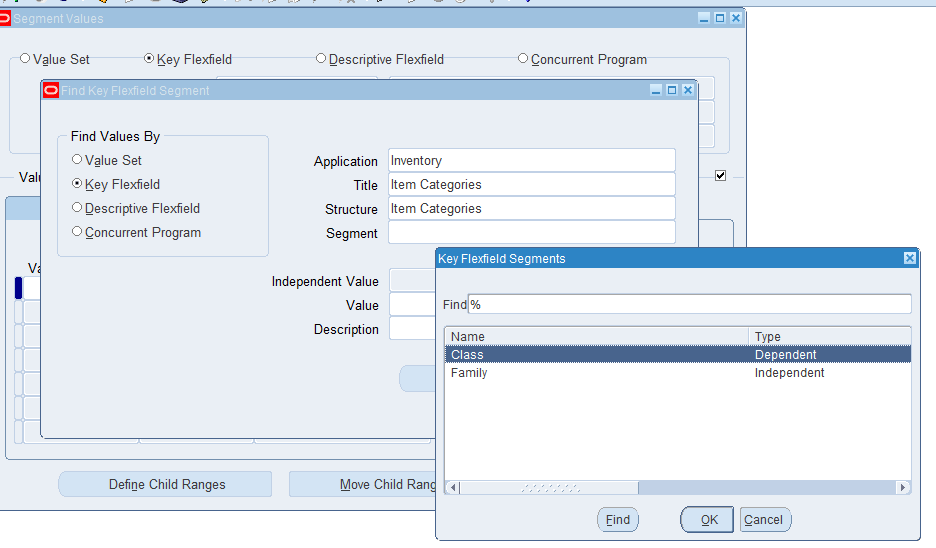 Segment Values
Value Set
Key Flexfield
Descriptive Flexfield
Concurrent Program
Find Key Flexfield Segment
Find Values By
Value Set
Key Flexfield
Descriptive Flexfield
Concurrent Program
Application Inventory
Title Item Categories
Structure Item Categories
Segment
Independent Value
Value
Description
Key Flexfield Segments
Find %
Name Type
Class Dependent
Family Independent
Find
OK
Cancel
Define Child Ranges
Move Child Rang